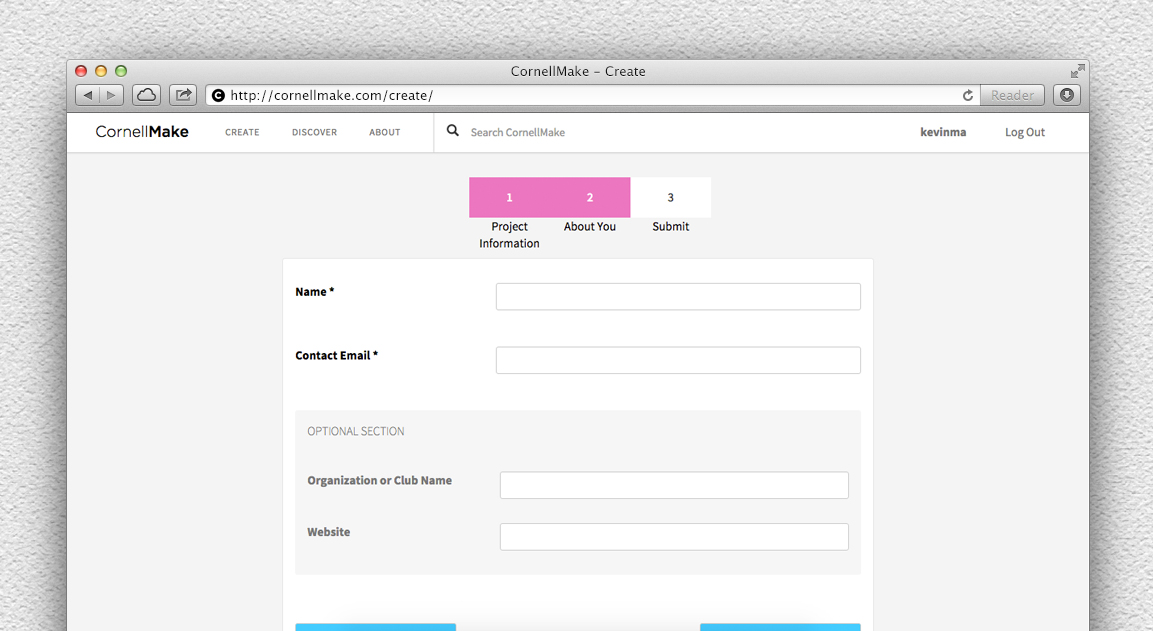 CornellMake – Create
http://cornellmake.com/create/
Reader
CornellMake CREATE DISCOVER ABOUT Search CornellMake kevinma Log Out
1 2 3
Project Information About You Submit
Name *
Contact Email *
OPTIONAL SECTION
Organization or Club Name
Website